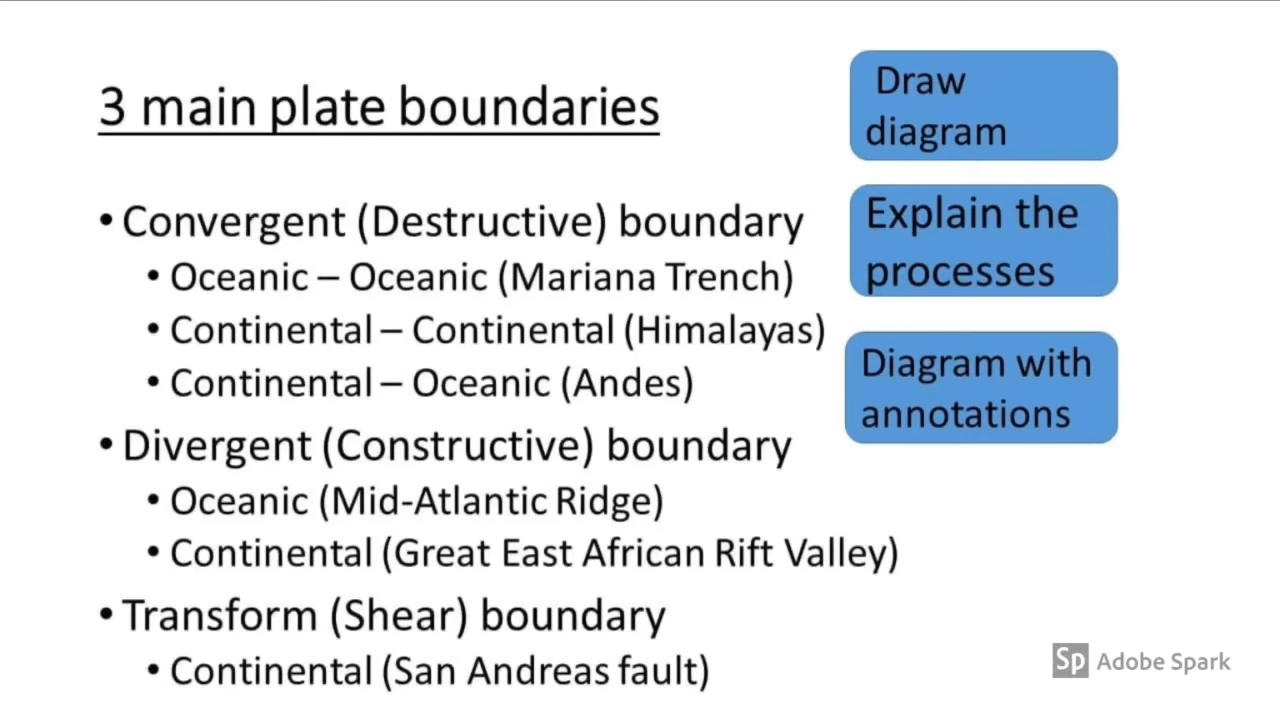 3 main plate boundaries
• Convergent (Destructive) boundary
• Oceanic – Oceanic (Mariana Trench)
• Continental – Continental (Himalayas)
• Continental – Oceanic (Andes)
• Divergent (Constructive) boundary
• Oceanic (Mid-Atlantic Ridge)
• Continental (Great East African Rift Valley)
• Transform (Shear) boundary
• Continental (San Andreas fault)
Draw
diagram
Explain the
processes
Diagram with
annotations
Sp Adobe Spark